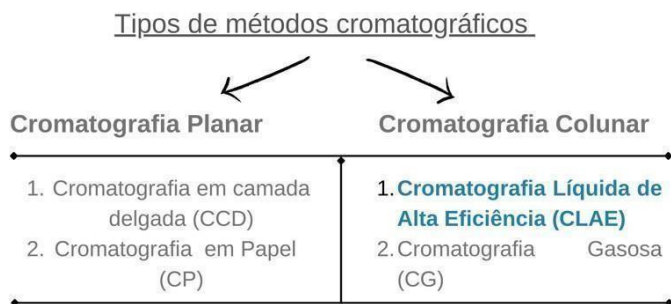 Tipos de métodos cromatográficos
Cromatografia Planar
Cromatografia Colunar
1. Cromatografia em camada
delgada (CCD)
2. Cromatografia em Papel
(CP)
1. Cromatografia Líquida de
Alta Eficiência (CLAE)
2. Cromatografia Gasosa
(CG)